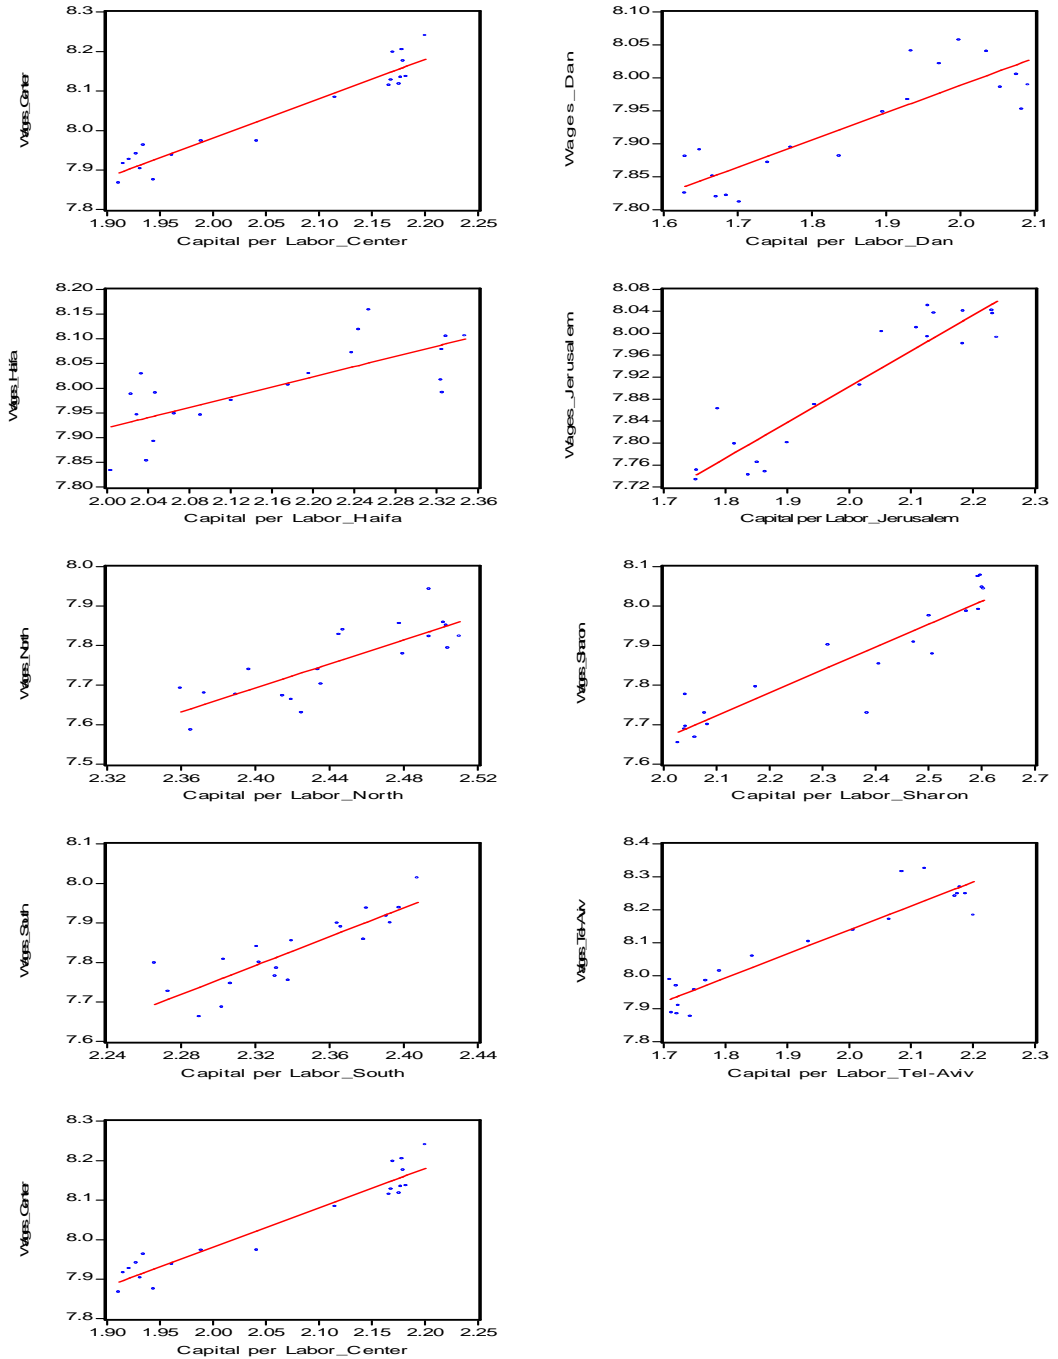 8.3
8.2
8.1
8.0
7.9
7.8
Wages_Center
1.90 1.95 2.00 2.05 2.10 2.15 2.20 2.25
Capital per Labor_Center
8.10
8.05
8.00
7.95
7.90
7.85
7.80
Wages_Dan
1.6 1.7 1.8 1.9 2.0 2.1
Capital per Labor_Dan
8.20
8.15
8.10
8.05
8.00
7.95
7.90
7.85
7.80
Wages_Haifa
2.00 2.04 2.08 2.12 2.16 2.20 2.24 2.28 2.32 2.36
Capital per Labor_Haifa
8.08
8.04
8.00
7.96
7.92
7.88
7.84
7.80
7.76
7.72
Wages_Jerusalem
1.7 1.8 1.9 2.0 2.1 2.2 2.3
Capital per Labor_Jerusalem
8.0
7.9
7.8
7.7
7.6
7.5
Wages_North
2.32 2.36 2.40 2.44 2.48 2.52
Capital per Labor_North
8.1
8.0
7.9
7.8
7.7
7.6
Wages_Sharon
2.0 2.1 2.2 2.3 2.4 2.5 2.6 2.7
Capital per Labor_Sharon
8.1
8.0
7.9
7.8
7.7
7.6
Wages_South
2.24 2.28 2.32 2.36 2.40 2.44
Capital per Labor_South
8.4
8.3
8.2
8.1
8.0
7.9
7.8
Wages_Tel-Aviv
1.7 1.8 1.9 2.0 2.1 2.2 2.3
Capital per Labor_Tel-Aviv
8.3
8.2
8.1
8.0
7.9
7.8
Wages_Center
1.90 1.95 2.00 2.05 2.10 2.15 2.20 2.25
Capital per Labor_Center